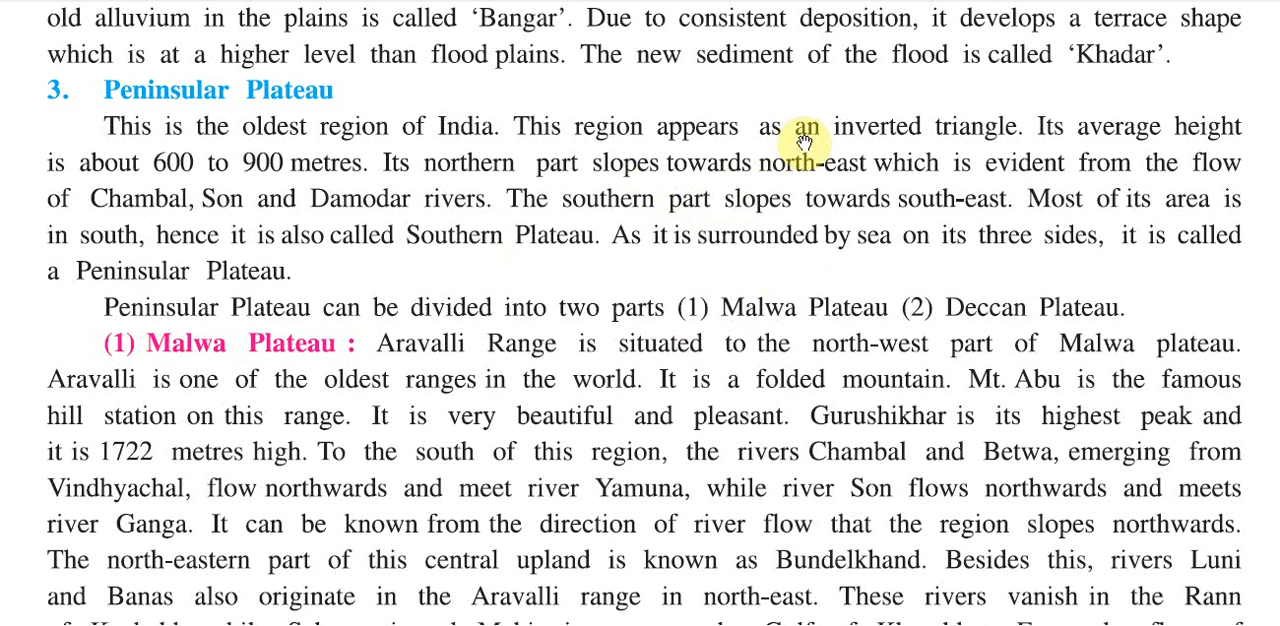 old alluvium in the plains is called ‘Bangar’. Due to consistent deposition, it develops a terrace shape
which is at a higher level than flood plains. The new sediment of the flood is called ‘Khadar’.
3. Peninsular Plateau
This is the oldest region of India. This region appears as an inverted triangle. Its average height
is about 600 to 900 metres. Its northern part slopes towards north-east which is evident from the flow
of Chambal, Son and Damodar rivers. The southern part slopes towards south-east. Most of its area is
in south, hence it is also called Southern Plateau. As it is surrounded by sea on its three sides, it is called
a Peninsular Plateau.
Peninsular Plateau can be divided into two parts (1) Malwa Plateau (2) Deccan Plateau.
(1) Malwa Plateau : Aravalli Range is situated to the north-west part of Malwa plateau.
Aravalli is one of the oldest ranges in the world. It is a folded mountain. Mt. Abu is the famous
hill station on this range. It is very beautiful and pleasant. Gurushikhar is its highest peak and
it is 1722 metres high. To the south of this region, the rivers Chambal and Betwa, emerging from
Vindhyachal, flow northwards and meet river Yamuna, while river Son flows northwards and meets
river Ganga. It can be known from the direction of river flow that the region slopes northwards.
The north-eastern part of this central upland is known as Bundelkhand. Besides this, rivers Luni
and Banas also originate in the Aravalli range in north-east. These rivers vanish in the Rann